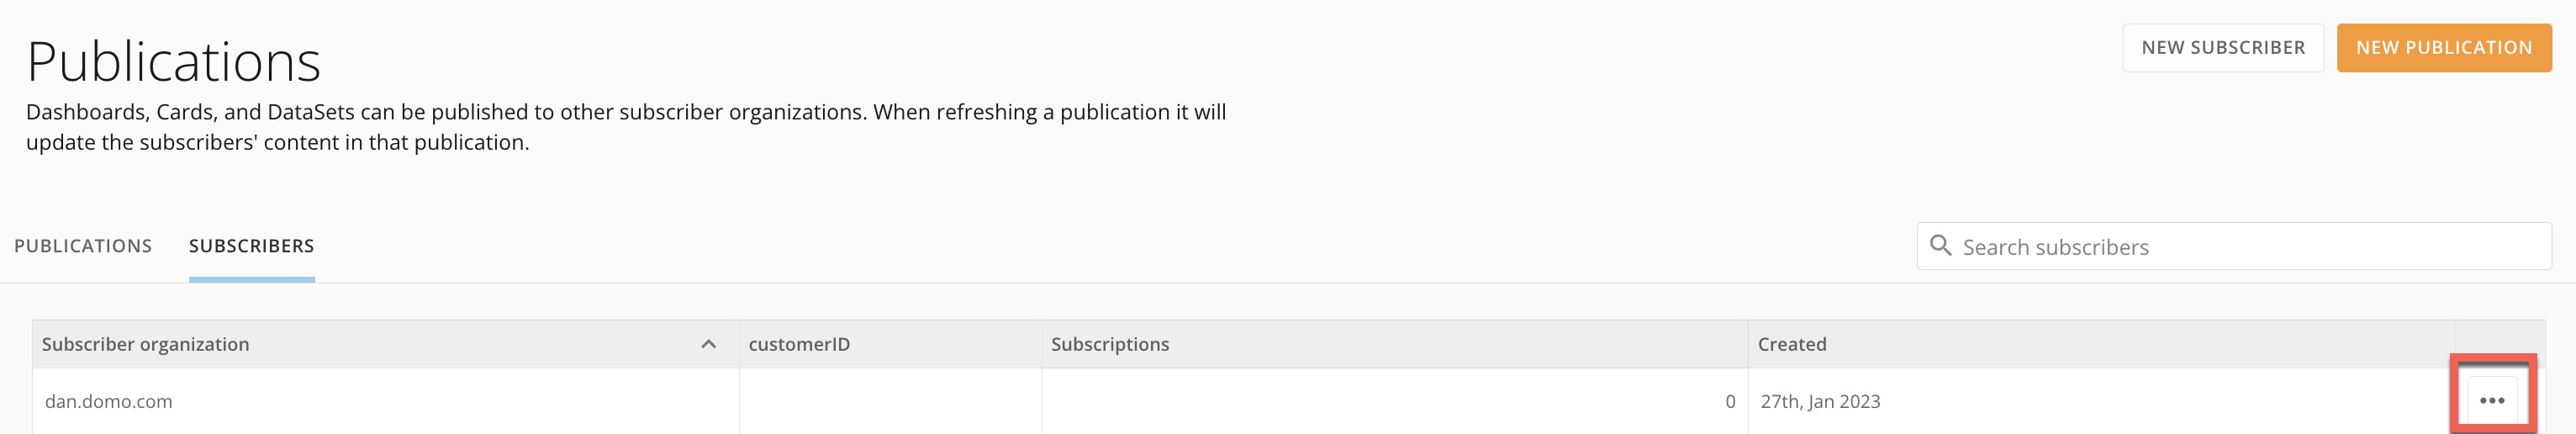 Publications
NEW SUBSCRIBER
NEW PUBLICATION
Dashboards, Cards, and DataSets can be published to other subscriber organizations. When refreshing a publication it will
update the subscribers' content in that publication.
PUBLICATIONS
SUBSCRIBERS
Search subscribers
Subscriber organization
customerID
Subscriptions
Created
dan.domo.com
0
27th, Jan 2023